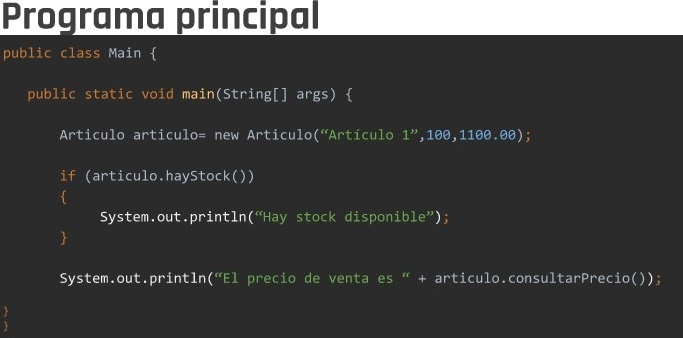 Programa principal
public class Main {
public static void main(String[] args) {
Articulo articulo= new Articulo(“Artículo 1”,100,1100.00);
if (articulo.hayStock())
{
System.out.println(“Hay stock disponible”);
}
System.out.println(“El precio de venta es “ + articulo.consultarPrecio());
}
}